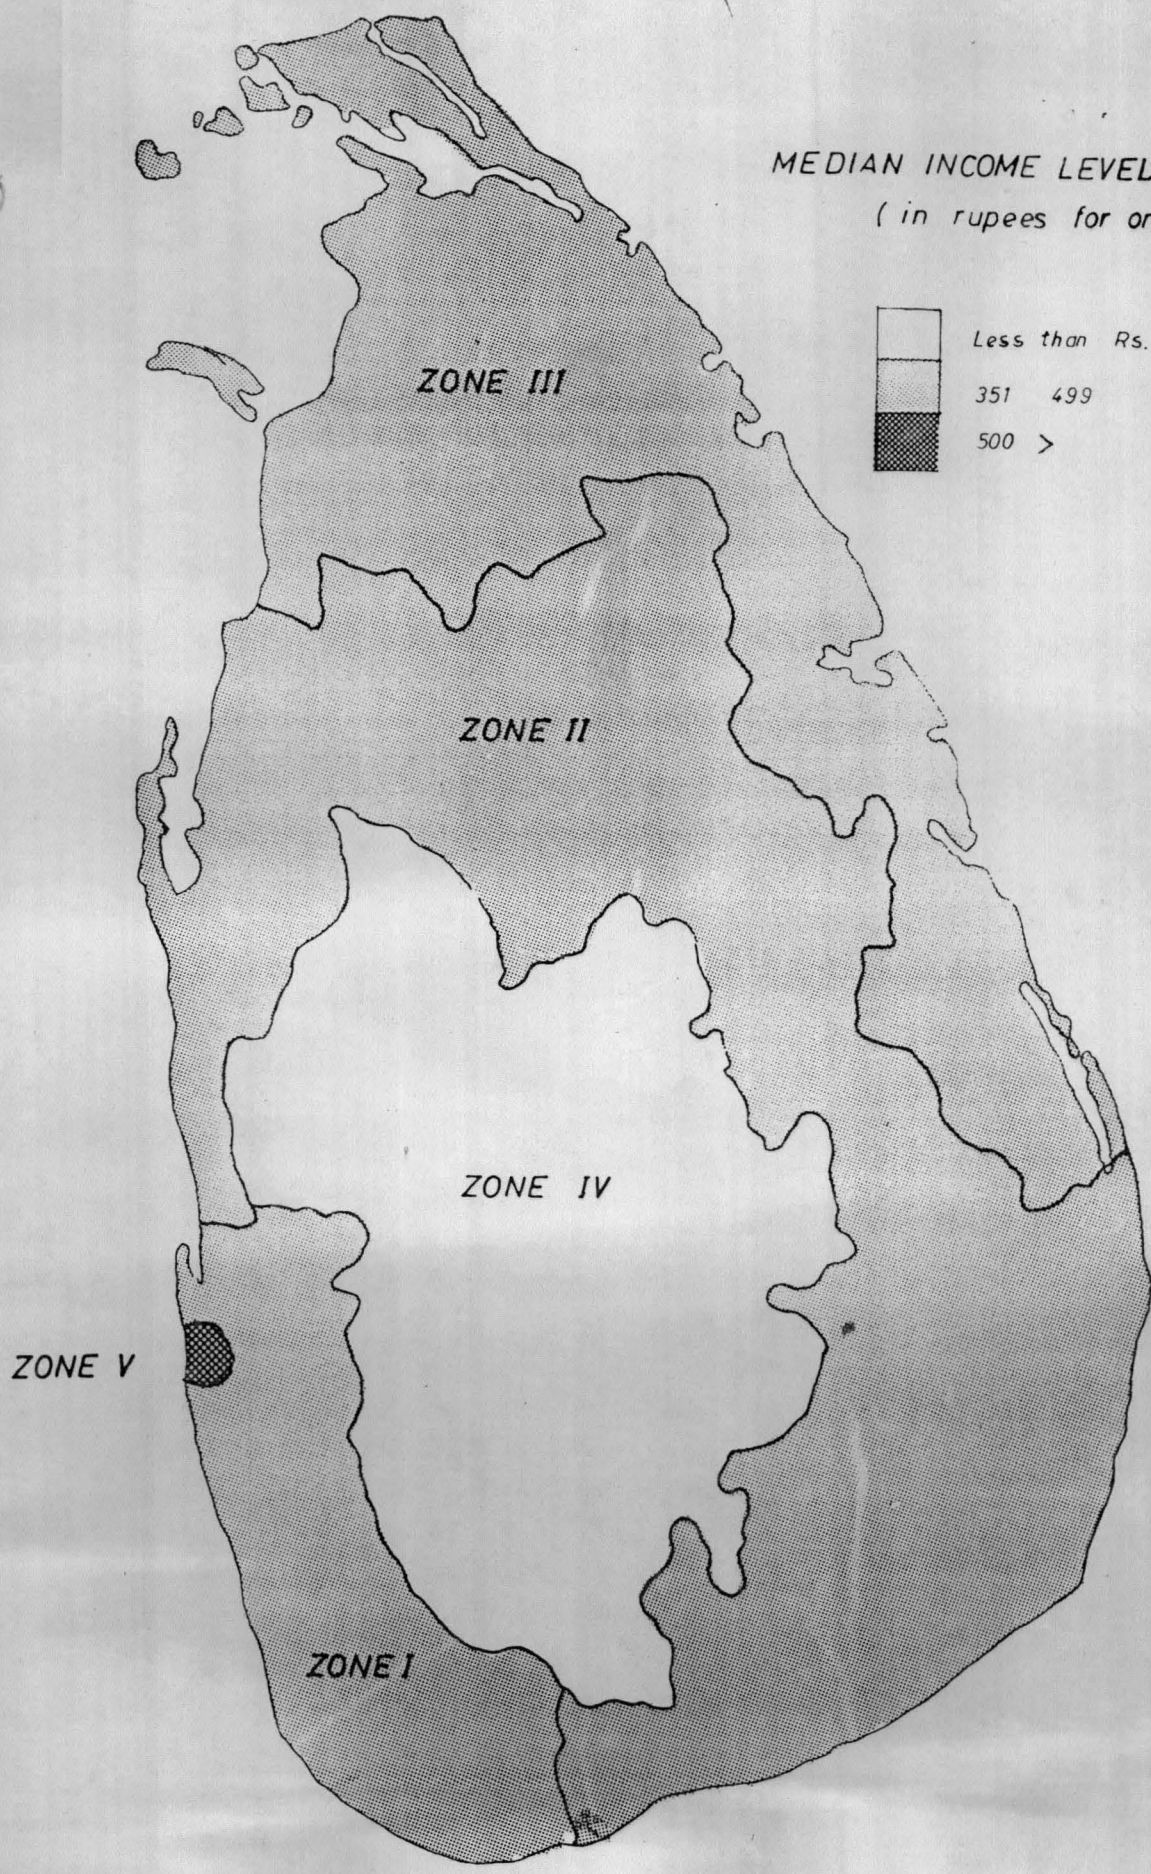 MEDIAN INCOME LEVEL
( in rupees for
Less than Rs.
351 499
500 >
ZONE III
ZONE II
ZONE IV
ZONE V
ZONE I